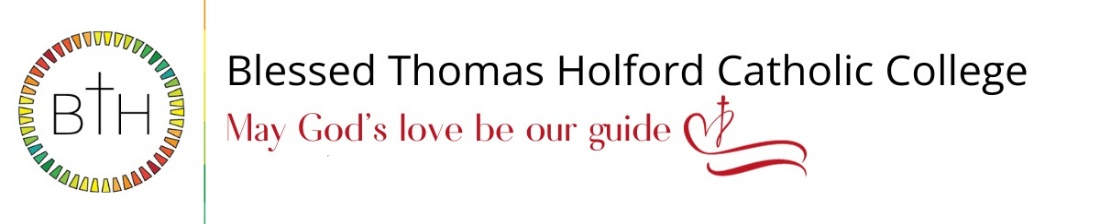 BTH
Blessed Thomas Holford Catholic College
May God's love be our guide